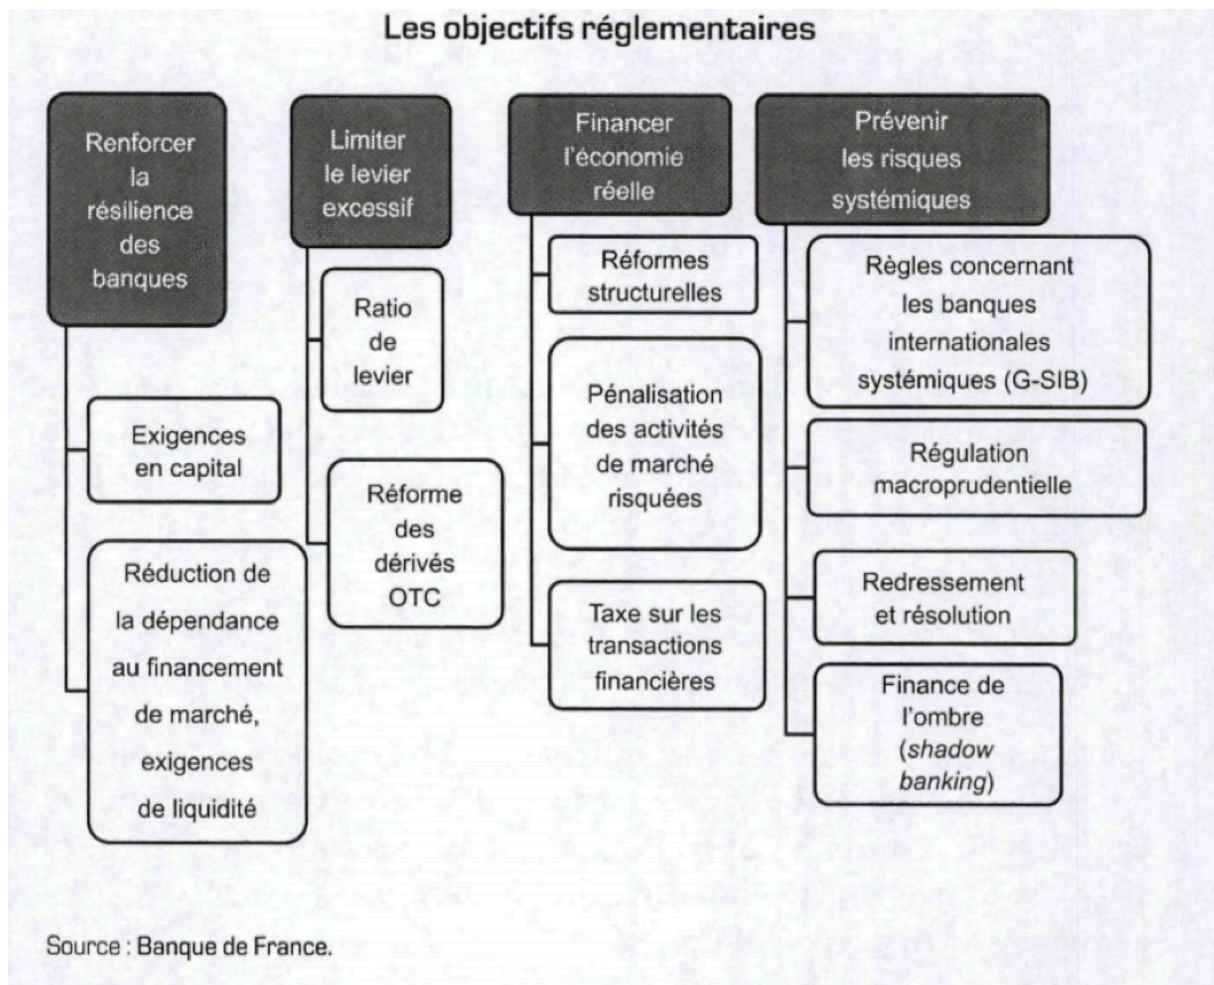 Les objectifs réglementaires
Renforcer
la
résilience
des
banques
Exigences
en capital
Réduction de
la dépendance
au financement
de marché,
exigences
de liquidité
Limiter
le levier
excessif
Ratio
de
levier
Réforme
des
dérivés
OTC
Financer
l'économie
réelle
Réformes
structurelles
Pénalisation
des activités
de marché
risquées
Taxe sur les
transactions
financières
Prévenir
les risques
systémiques
Règles concernant
les banques
internationales
systémiques (G-SIB)
Régulation
macroprudentielle
Redressement
et résolution
Finance de
l'ombre
(shadow
banking)
Source : Banque de France.